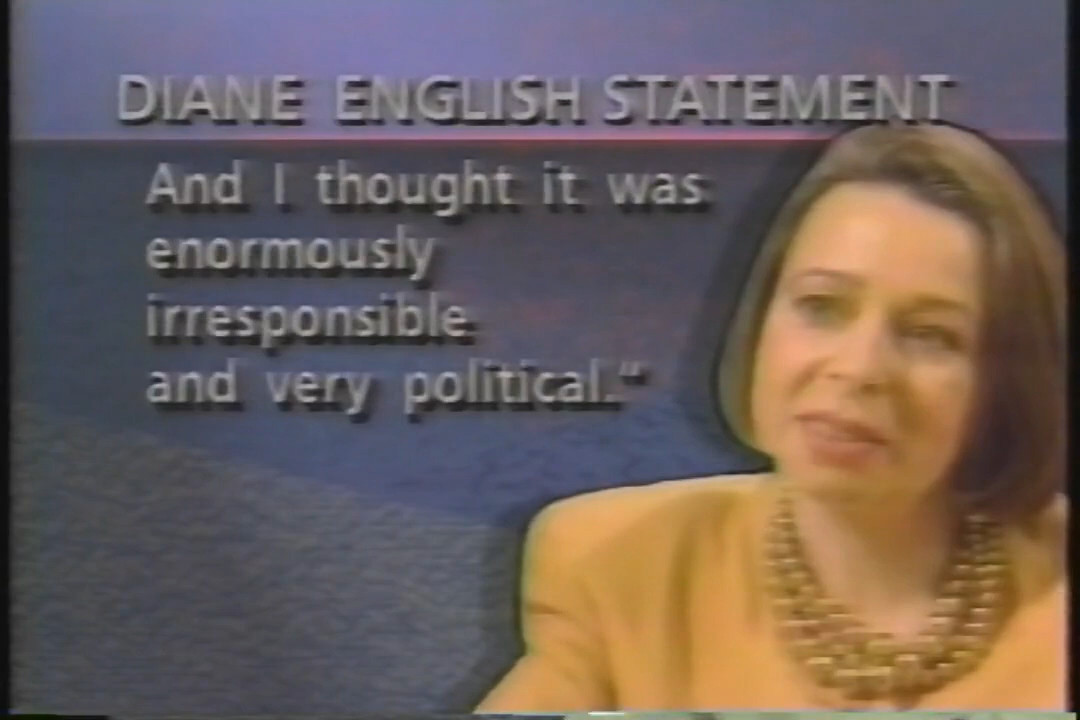 DIANE ENGLISH STATEMENT
And I thought it was
enormously
irresponsible
and very political."